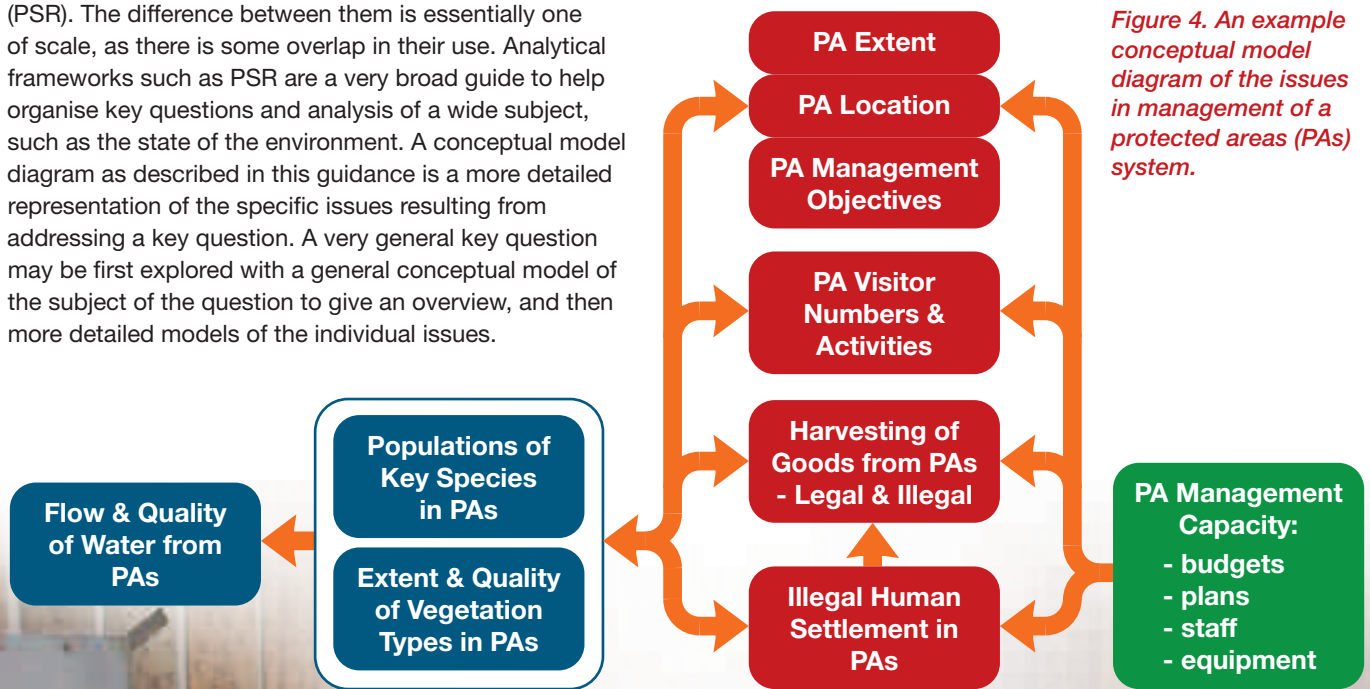 (PSR). The difference between them is essentially one
of scale, as there is some overlap in their use. Analytical
frameworks such as PSR are a very broad guide to help
organise key questions and analysis of a wide subject,
such as the state of the environment. A conceptual model
diagram as described in this guidance is a more detailed
representation of the specific issues resulting from
addressing a key question. A very general key question
may be first explored with a general conceptual model of
the subject of the question to give an overview, and then
more detailed models of the individual issues.
Figure 4. An example
conceptual model
diagram of the issues
in management of a
protected areas (PAs)
system.
PA Extent
PA Location
PA Management
Objectives
PA Visitor
Numbers &
Activities
Harvesting of
Goods from PAs
- Legal & Illegal
Illegal Human
Settlement in
PAs
Populations of
Key Species
in PAs
Extent & Quality
of Vegetation
Types in PAs
Flow & Quality
of Water from
PAs
PA Management
Capacity:
- budgets
- plans
- staff
- equipment